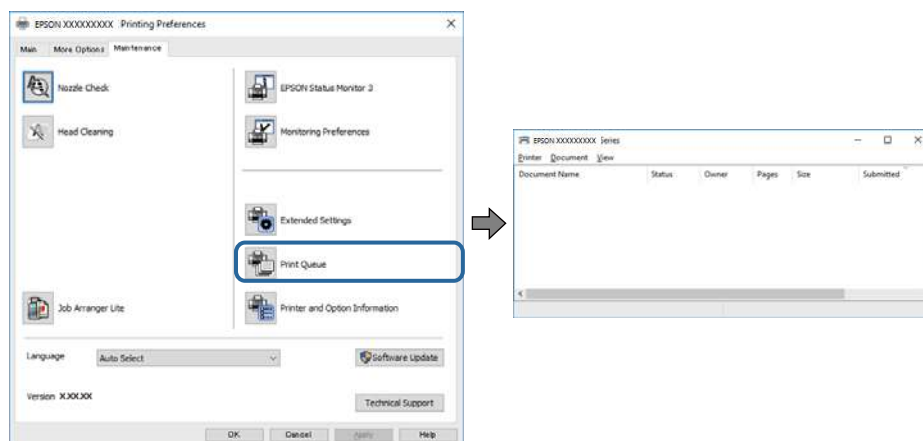 EPSON XXXXXXXXX Printing Preferences
Main More Options Maintenance
Nozzle Check
EPSON Status Monitor 3
Head Cleaning
Monitoring Preferences
Extended Settings
Print Queue
Job Arranger Lite
Printer and Option Information
Language Auto Select
Software Update
Version X.XX.XX
Technical Support
OK Cancel Apply Help
EPSON XXXXXXXXX Series
Printer Document View
Document Name Status Owner Pages Size Submitted